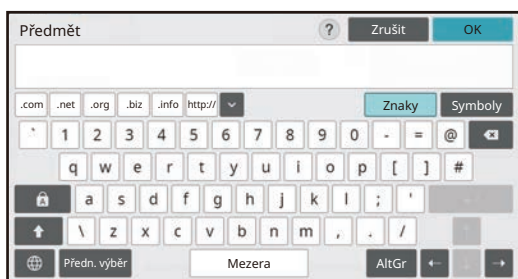 Předmět ? Zrušit OK
.com .net .org .biz .info http:// Znaky Symboly
` 1 2 3 4 5 6 7 8 9 0 - = @
q w e r t y u i o p [ ] #
A a s d f g h j k l ; '
\ z x c v b n m , . /
Předn. výběr Mezera AltGr